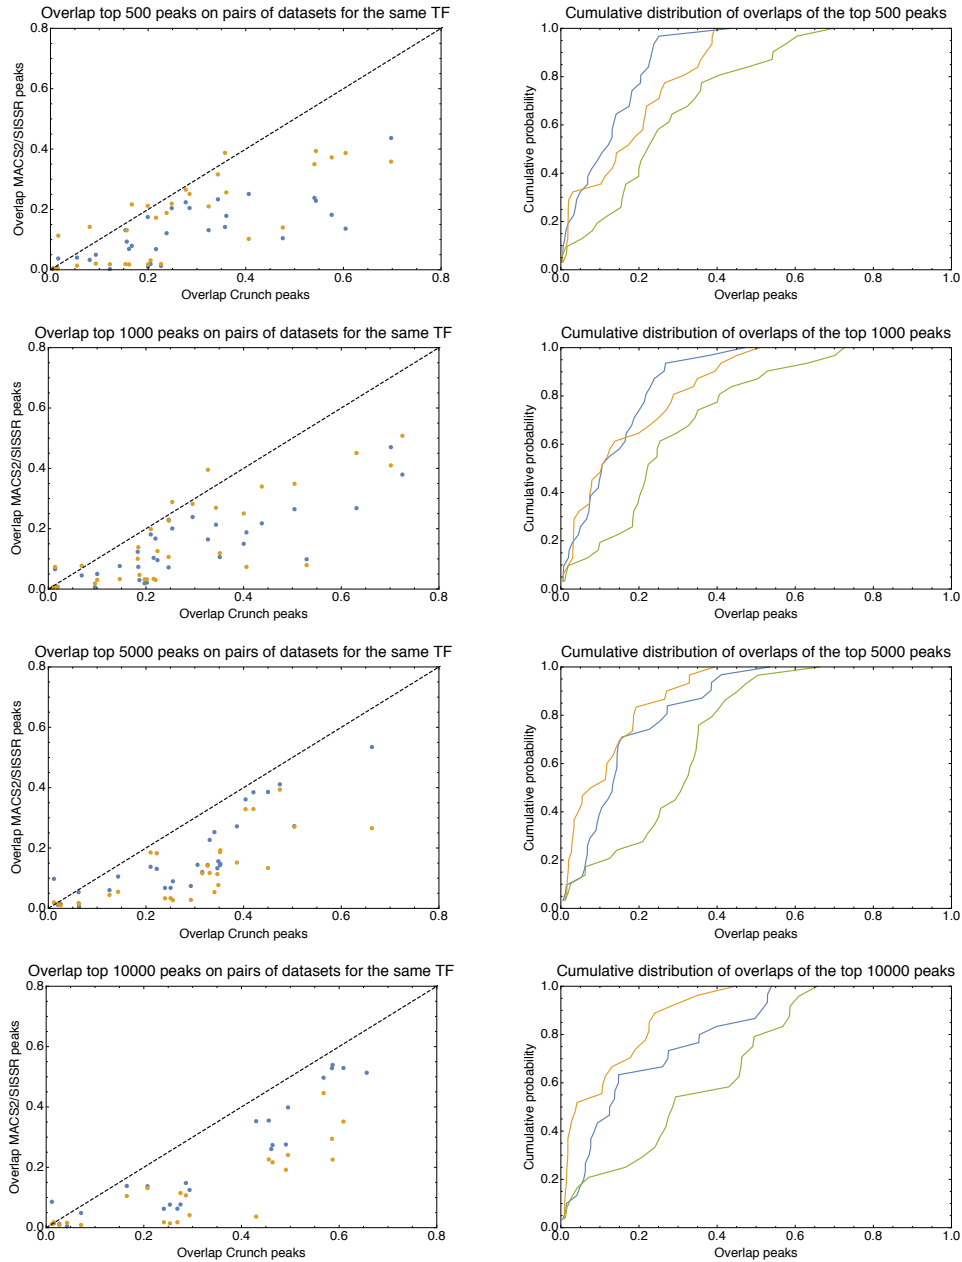 Overlap top 500 peaks on pairs of datasets for the same TF
Overlap MACS2/SISSR peaks
0.8
0.6
0.4
0.2
0.0
0.0 0.2 0.4 0.6 0.8
Overlap Crunch peaks
Cumulative distribution of overlaps of the top 500 peaks
Cumulative probability
1.0
0.8
0.6
0.4
0.2
0.0
0.0 0.2 0.4 0.6 0.8 1.0
Overlap peaks
Overlap top 1000 peaks on pairs of datasets for the same TF
Overlap MACS2/SISSR peaks
0.8
0.6
0.4
0.2
0.0
0.0 0.2 0.4 0.6 0.8
Overlap Crunch peaks
Cumulative distribution of overlaps of the top 1000 peaks
Cumulative probability
1.0
0.8
0.6
0.4
0.2
0.0
0.0 0.2 0.4 0.6 0.8 1.0
Overlap peaks
Overlap top 5000 peaks on pairs of datasets for the same TF
Overlap MACS2/SISSR peaks
0.8
0.6
0.4
0.2
0.0
0.0 0.2 0.4 0.6 0.8
Overlap Crunch peaks
Cumulative distribution of overlaps of the top 5000 peaks
Cumulative probability
1.0
0.8
0.6
0.4
0.2
0.0
0.0 0.2 0.4 0.6 0.8 1.0
Overlap peaks
Overlap top 10000 peaks on pairs of datasets for the same TF
Overlap MACS2/SISSR peaks
0.8
0.6
0.4
0.2
0.0
0.0 0.2 0.4 0.6 0.8
Overlap Crunch peaks
Cumulative distribution of overlaps of the top 10000 peaks
Cumulative probability
1.0
0.8
0.6
0.4
0.2
0.0
0.0 0.2 0.4 0.6 0.8 1.0
Overlap peaks